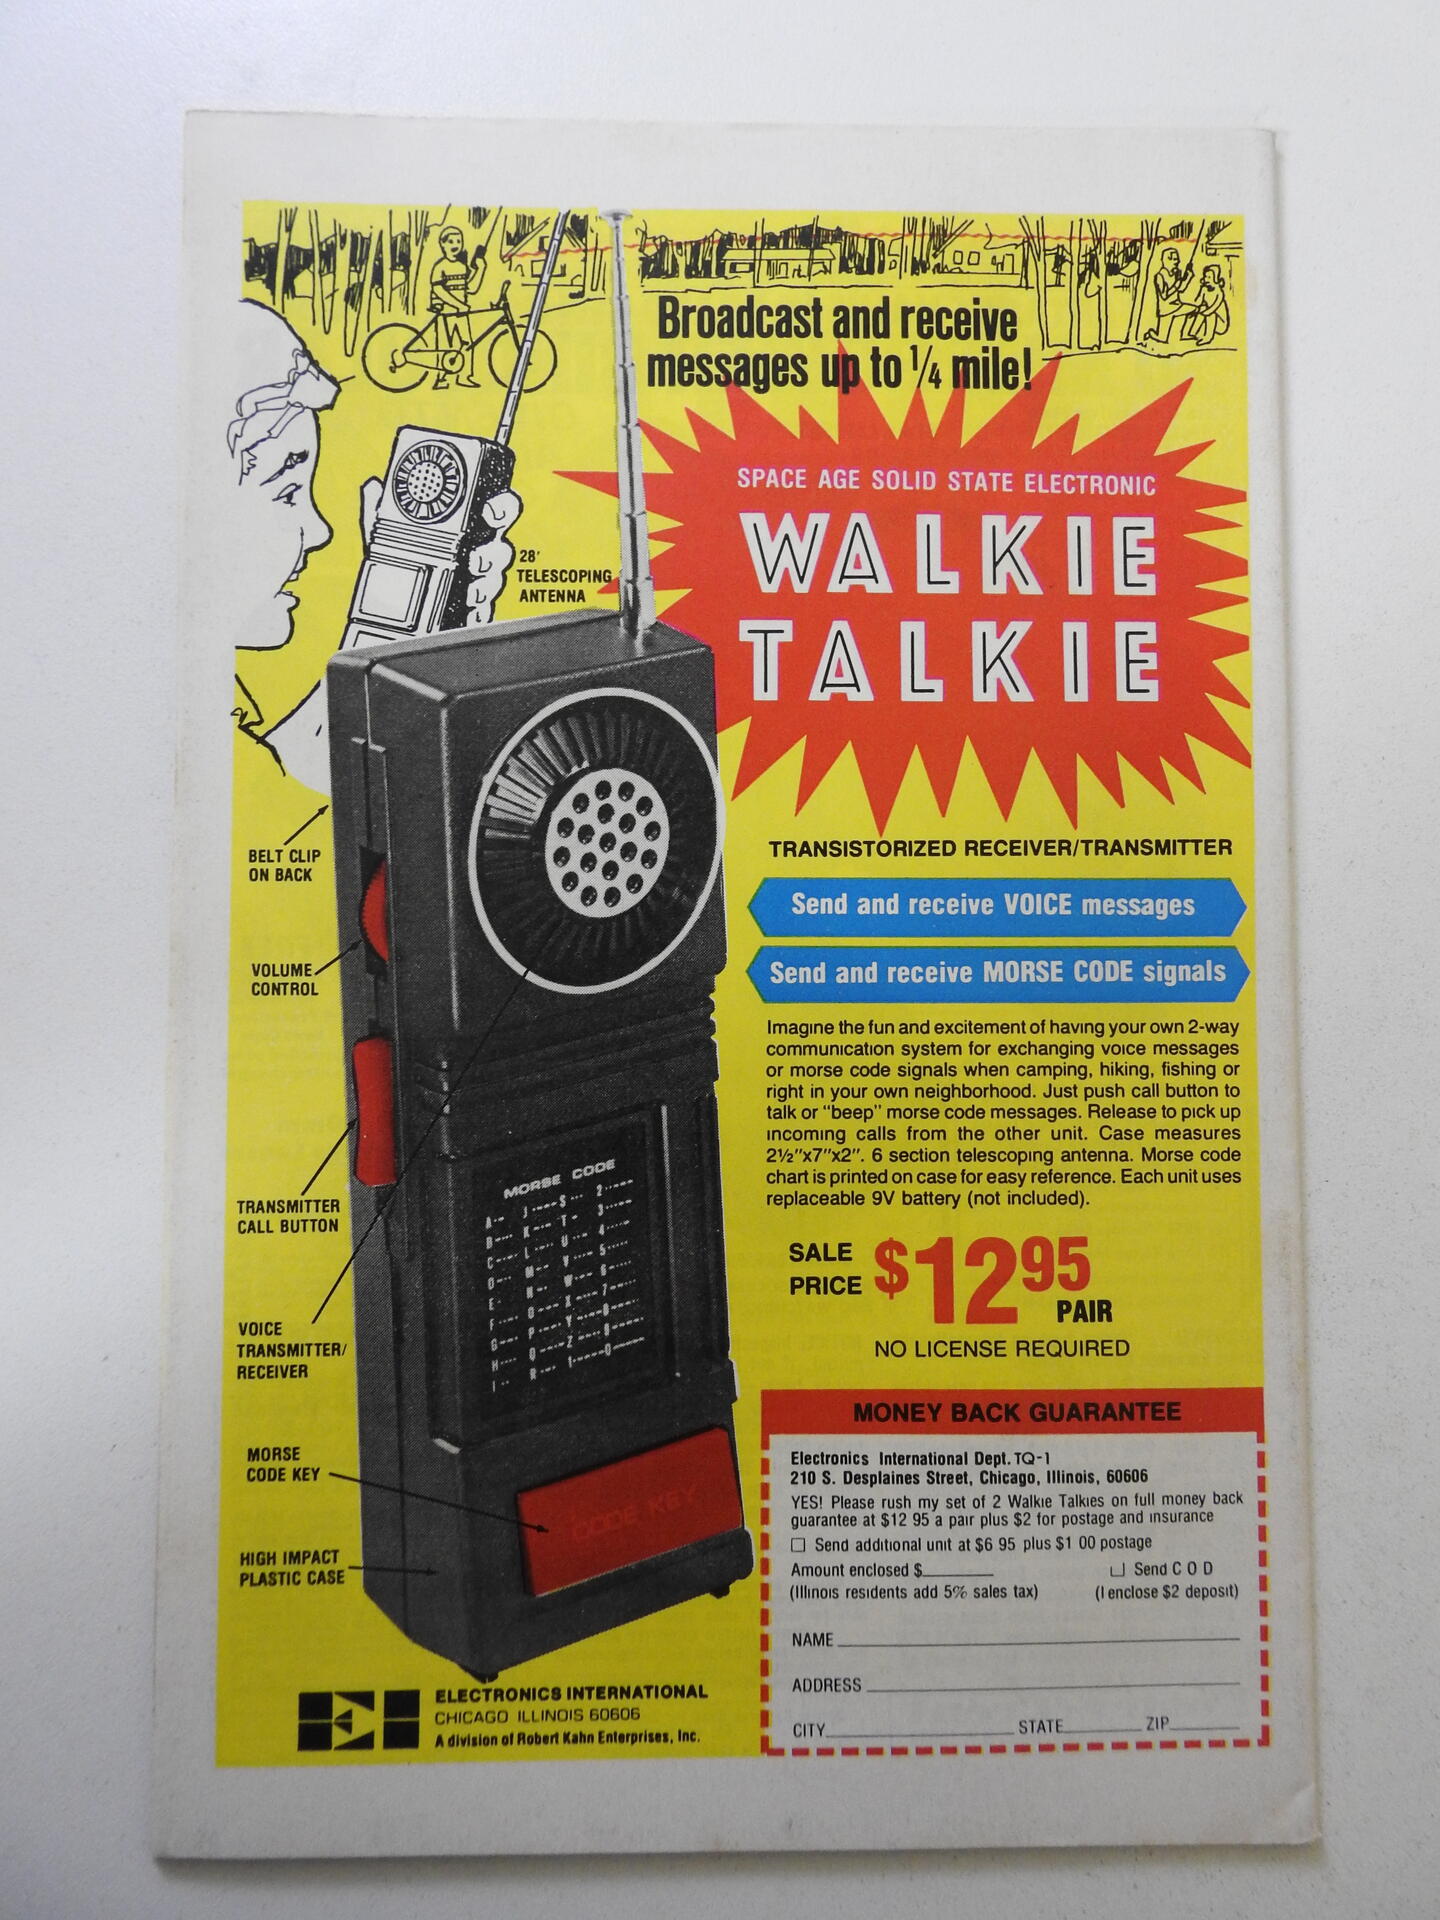 Broadcast and receive
messages up to 1/4 mile!
SPACE AGE SOLID STATE ELECTRONIC
WALKIE
TALKIE
28'
TELESCOPING
ANTENNA
BELT CLIP
ON BACK
VOLUME
CONTROL
TRANSMITTER
CALL BUTTON
VOICE
TRANSMITTER/
RECEIVER
MORSE
CODE KEY
HIGH IMPACT
PLASTIC CASE
MORSE CODE
CODE KEY
TRANSISTORIZED RECEIVER/TRANSMITTER
Send and receive VOICE messages
Send and receive MORSE CODE signals
Imagine the fun and excitement of having your own 2-way
communication system for exchanging voice messages
or morse code signals when camping, hiking, fishing or
right in your own neighborhood. Just push call button to
talk or "beep" morse code messages. Release to pick up
incoming calls from the other unit. Case measures
2½"x7"x2". 6 section telescoping antenna. Morse code
chart is printed on case for easy reference. Each unit uses
replaceable 9V battery (not included).
SALE
PRICE $12 95
PAIR
NO LICENSE REQUIRED
MONEY BACK GUARANTEE
Electronics International Dept. TQ-1
210 S. Desplaines Street, Chicago, Illinois, 60606
YES! Please rush my set of 2 Walkie Talkies on full money back
guarantee at $12 95 a pair plus $2 for postage and insurance
Send additional unit at $6 95 plus $1 00 postage
Amount enclosed $ Send C O D
(Illinois residents add 5% sales tax) (I enclose $2 deposit)
NAME
ADDRESS
CITY STATE ZIP
ELECTRONICS INTERNATIONAL
CHICAGO ILLINOIS 60606
A division of Robert Kahn Enterprises, Inc.